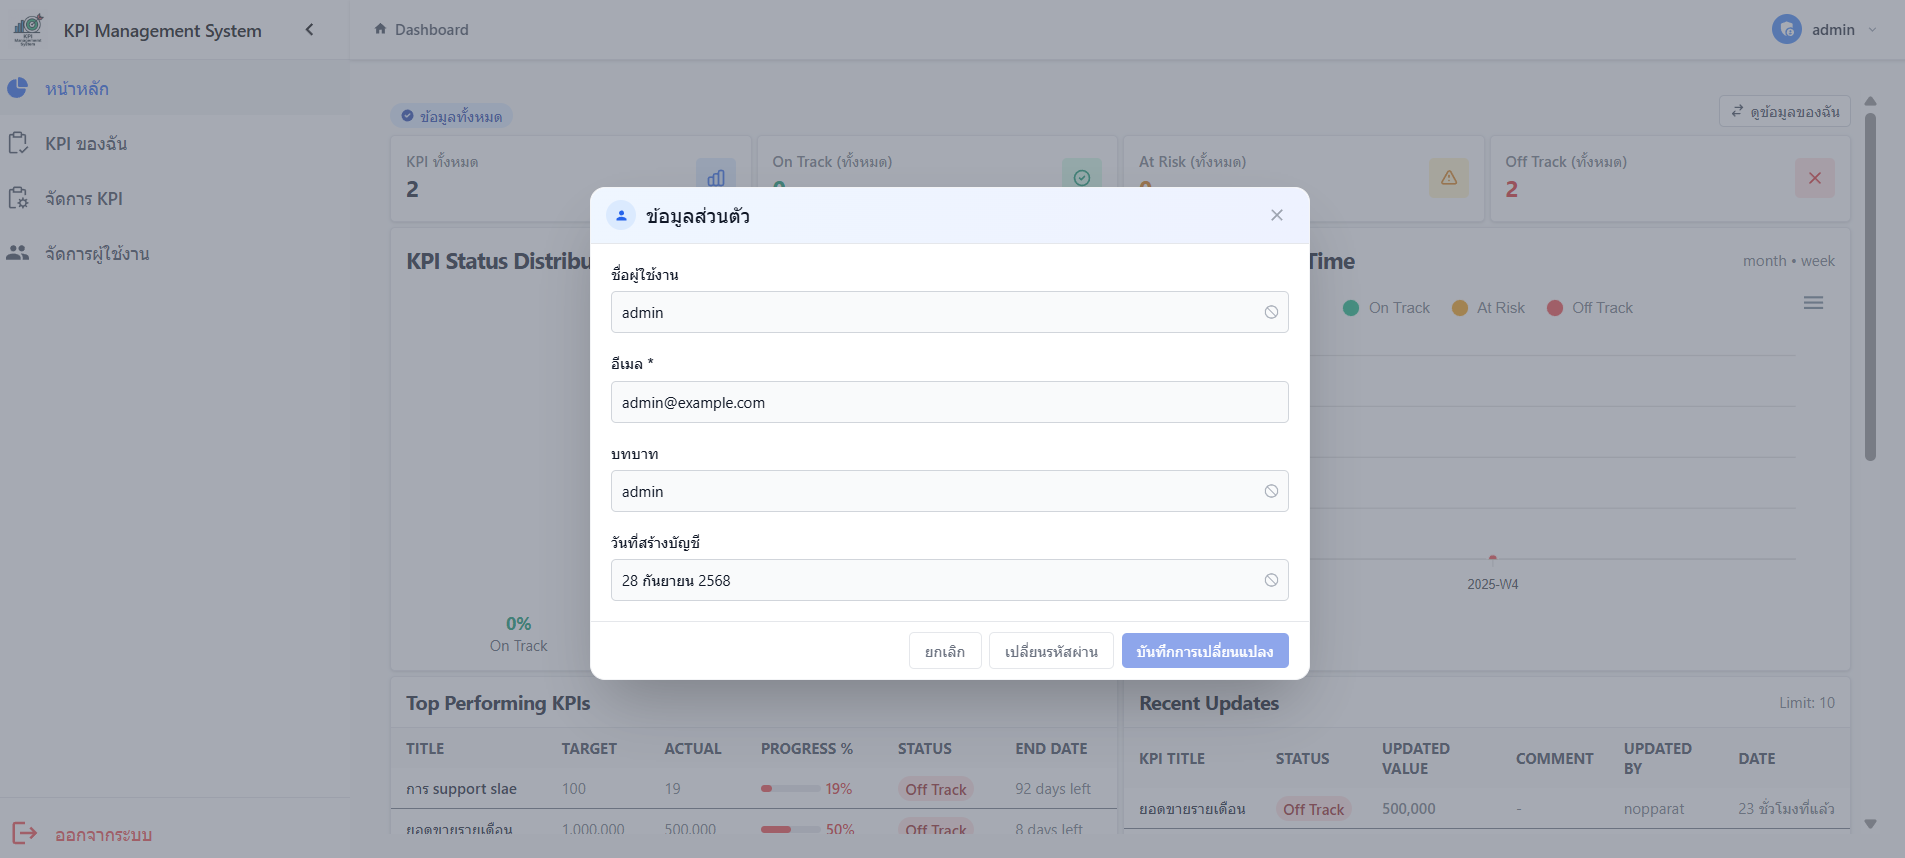 KPI Management System
Dashboard
admin
หน้าหลัก
KPI ของฉัน
จัดการ KPI
จัดการผู้ใช้งาน
ออกจากระบบ
ข้อมูลทั้งหมด
ดูข้อมูลของฉัน
KPI ทั้งหมด
2
On Track (ทั้งหมด)
At Risk (ทั้งหมด)
Off Track (ทั้งหมด)
2
KPI Status Distribu
Time
month • week
On Track
At Risk
Off Track
2025-W4
0%
On Track
ข้อมูลส่วนตัว
ชื่อผู้ใช้งาน
admin
อีเมล *
admin@example.com
บทบาท
admin
วันที่สร้างบัญชี
28 กันยายน 2568
ยกเลิก
เปลี่ยนรหัสผ่าน
บันทึกการเปลี่ยนแปลง
Top Performing KPIs
TITLE TARGET ACTUAL PROGRESS % STATUS END DATE
การ support slae 100 19 19% Off Track 92 days left
ยอดขายรายเดือน 1,000,000 500,000 50% Off Track 8 days left
Recent Updates
Limit: 10
KPI TITLE STATUS UPDATED VALUE COMMENT UPDATED BY DATE
ยอดขายรายเดือน Off Track 500,000 - nopparat 23 ชั่วโมงที่แล้ว